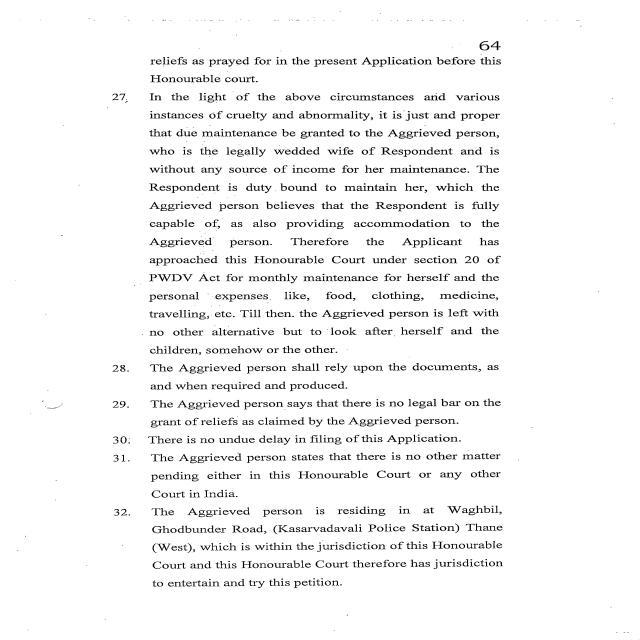 64
reliefs as prayed for in the present Application before this
Honourable court.
27. In the light of the above circumstances and various
instances of cruelty and abnormality, it is just and proper
that due maintenance be granted to the Aggrieved person,
who is the legally wedded wife of Respondent and is
without any source of income for her maintenance. The
Respondent is duty bound to maintain her, which the
Aggrieved person believes that the Respondent is fully
capable of, as also providing accommodation to the
Aggrieved person. Therefore the Applicant has
approached this Honourable Court under section 20 of
PWDV Act for monthly maintenance for herself and the
personal expenses like, food, clothing, medicine,
travelling, etc. Till then. the Aggrieved person is left with
no other alternative but to look after herself and the
children, somehow or the other.
28. The Aggrieved person shall rely upon the documents, as
and when required and produced.
29. The Aggrieved person says that there is no legal bar on the
grant of reliefs as claimed by the Aggrieved person.
30. There is no undue delay in filing of this Application.
31. The Aggrieved person states that there is no other matter
pending either in this Honourable Court or any other
Court in India.
32. The Aggrieved person is residing in at Waghbil,
Ghodbunder Road, (Kasarvadavali Police Station) Thane
(West), which is within the jurisdiction of this Honourable
Court and this Honourable Court therefore has jurisdiction
to entertain and try this petition.